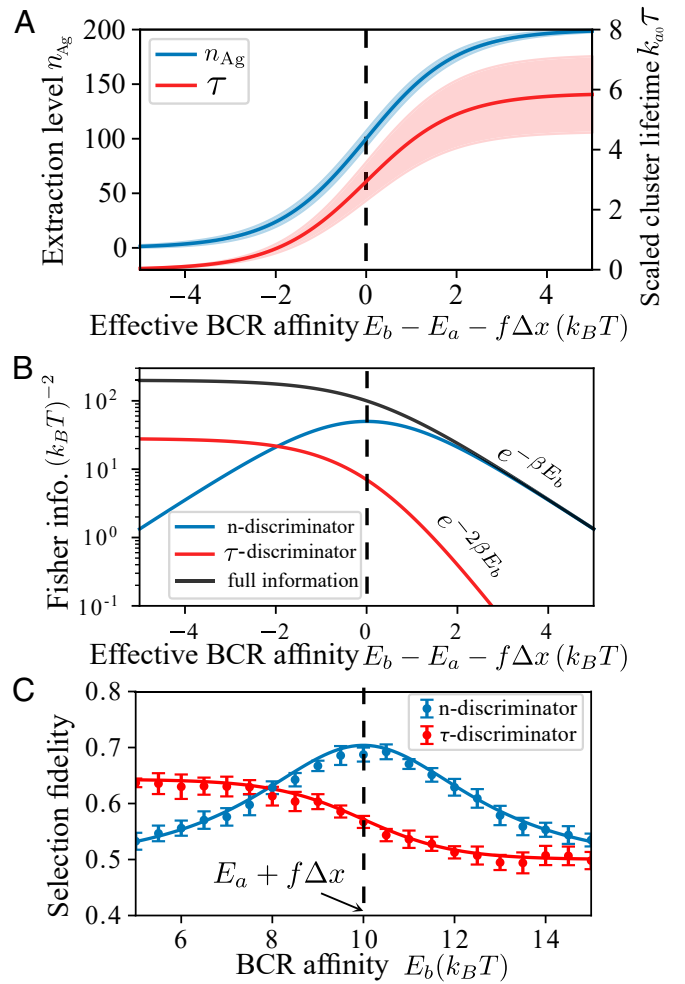 A
Extraction level n_Ag
200
150
100
50
0
n_Ag
τ
8
6
4
2
0
Scaled cluster lifetime k_{a0}τ
−4 −2 0 2 4
Effective BCR affinity E_b − E_a − fΔx (k_BT)
B
Fisher info. (k_BT)^{−2}
10^2
10^1
10^0
10^{−1}
e^{−βE_b}
e^{−2βE_b}
n-discriminator
τ-discriminator
full information
−4 −2 0 2 4
Effective BCR affinity E_b − E_a − fΔx (k_BT)
C
Selection fidelity
0.8
0.7
0.6
0.5
0.4
n-discriminator
τ-discriminator
E_a + fΔx
6 8 10 12 14
BCR affinity E_b(k_BT)